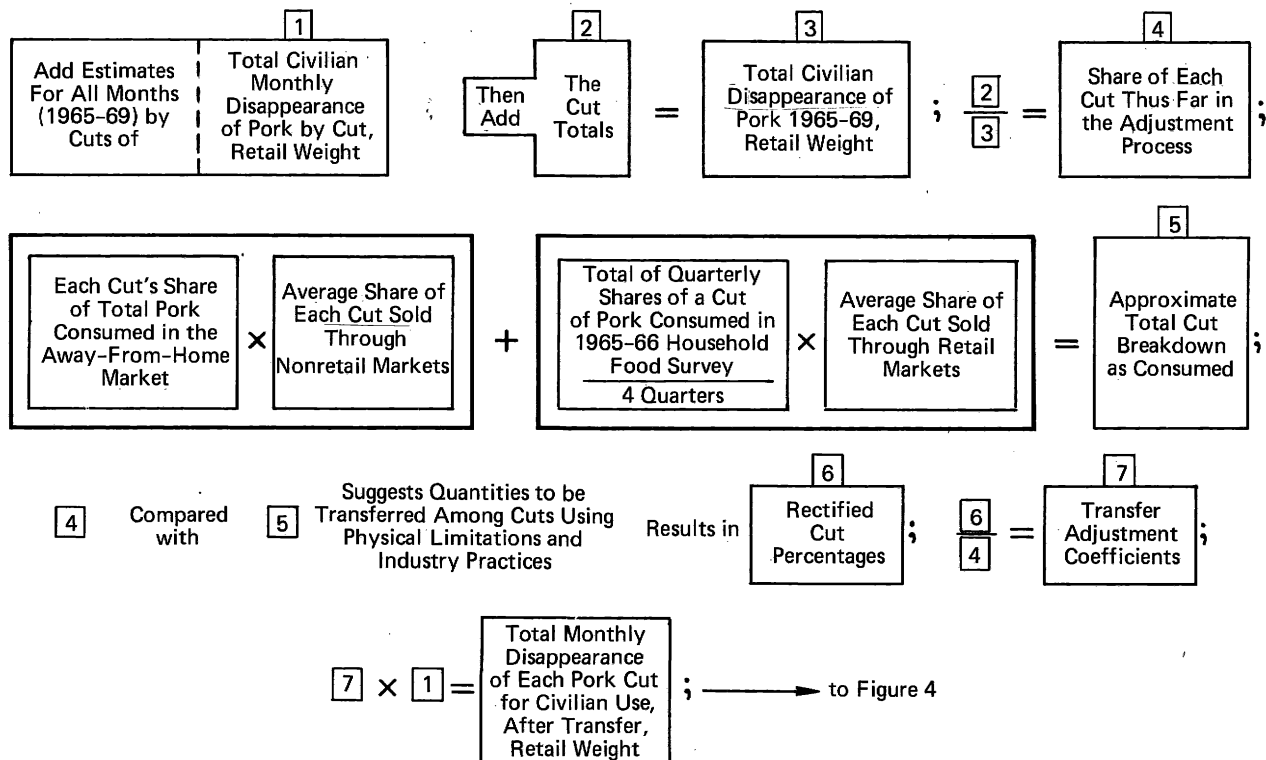 1
Add Estimates
For All Months
(1965-69) by
Cuts of
Total Civilian
Monthly
Disappearance
of Pork by Cut,
Retail Weight
;
Then
Add
2
The
Cut
Totals
=
3
Total Civilian
Disappearance of
Pork 1965-69,
Retail Weight
;
2
3
=
4
Share of Each
Cut Thus Far in
the Adjustment
Process
;
Each Cut's Share
of Total Pork
Consumed in the
Away-From-Home
Market
×
Average Share of
Each Cut Sold
Through
Nonretail Markets
+
Total of Quarterly
Shares of a Cut
of Pork Consumed in
1965-66 Household
Food Survey
4 Quarters
×
Average Share of
Each Cut Sold
Through Retail
Markets
=
5
Approximate
Total Cut
Breakdown
as Consumed
;
4
Compared
with
5
Suggests Quantities to be
Transferred Among Cuts Using
Physical Limitations and
Industry Practices
Results in
6
Rectified
Cut
Percentages
;
6
4
=
7
Transfer
Adjustment
Coefficients
;
7 × 1 =
Total Monthly
Disappearance
of Each Pork Cut
for Civilian Use,
After Transfer,
Retail Weight
;
to Figure 4